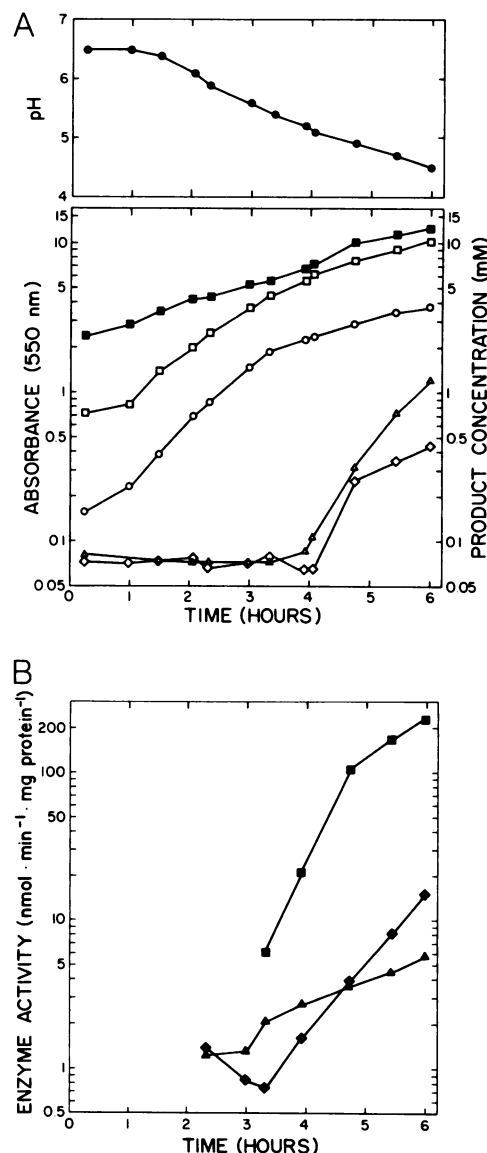 A
7
6
5
4
pH
15
10
5
1
0.5
0.1
0.05
ABSORBANCE (550 nm)
15
10
5
1
0.5
0.1
0.05
PRODUCT CONCENTRATION (mM)
0 1 2 3 4 5 6
TIME (HOURS)
B
200
100
50
10
5
1
0.5
ENZYME ACTIVITY (nmol · min⁻¹ · mg protein⁻¹)
0 1 2 3 4 5 6
TIME (HOURS)